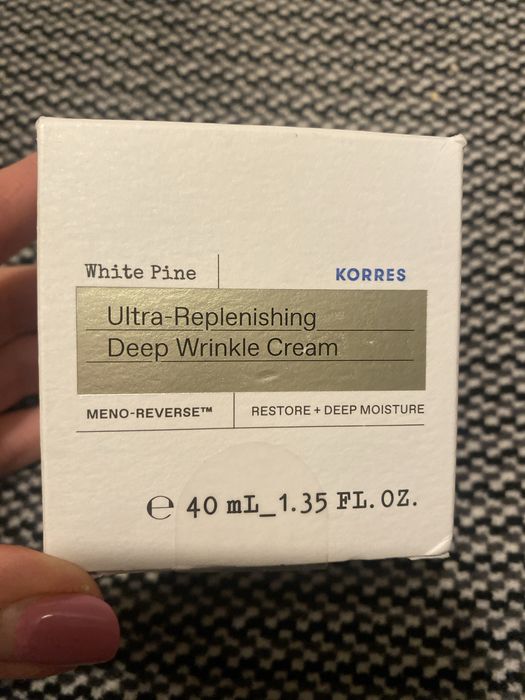 White Pine
KORRES
Ultra-Replenishing
Deep Wrinkle Cream
MENO-REVERSE™
RESTORE + DEEP MOISTURE
℮ 40 mL_1.35 FL.OZ.